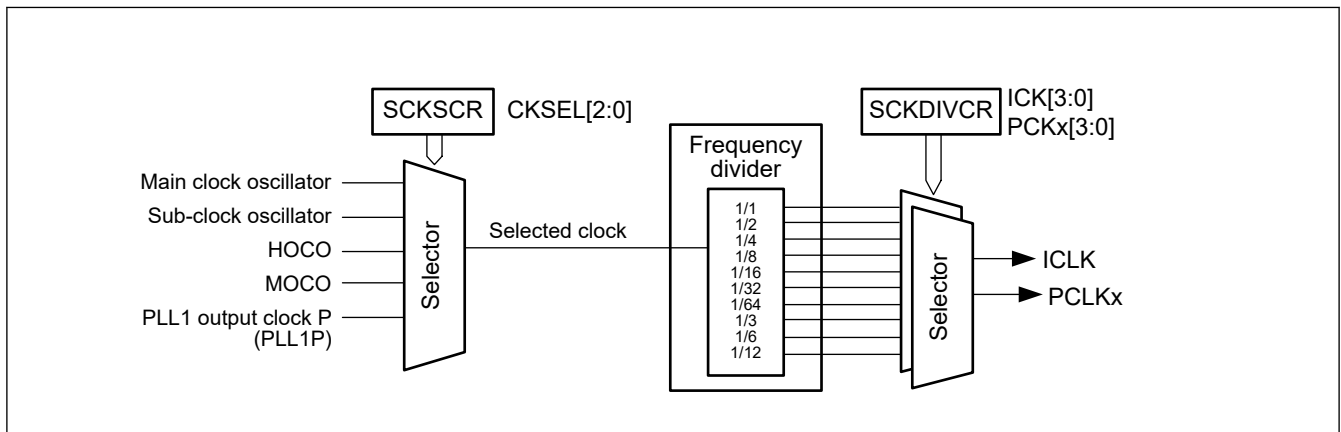 SCKSCR
CKSEL[2:0]
SCKDIVCR
ICK[3:0]
PCKx[3:0]
Main clock oscillator
Sub-clock oscillator
HOCO
MOCO
PLL1 output clock P
(PLL1P)
Selector
Selected clock
Frequency
divider
1/1
1/2
1/4
1/8
1/16
1/32
1/64
1/3
1/6
1/12
Selector
ICLK
PCLKx